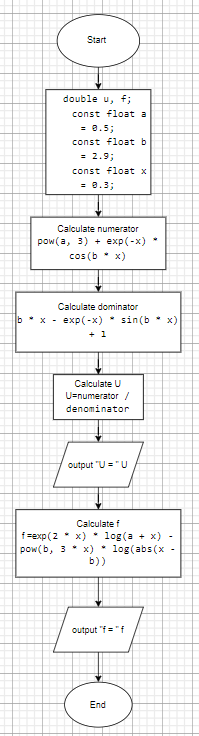 Start
double u, f;
const float a
= 0.5;
const float b
= 2.9;
const float x
= 0.3;
Calculate numerator
pow(a, 3) + exp(-x) *
cos(b * x)
Calculate dominator
b * x - exp(-x) * sin(b * x)
+ 1
Calculate U
U=numerator /
denominator
output "U = " U
Calculate f
f=exp(2 * x) * log(a + x) -
pow(b, 3 * x) * log(abs(x -
b))
output "f = " f
End